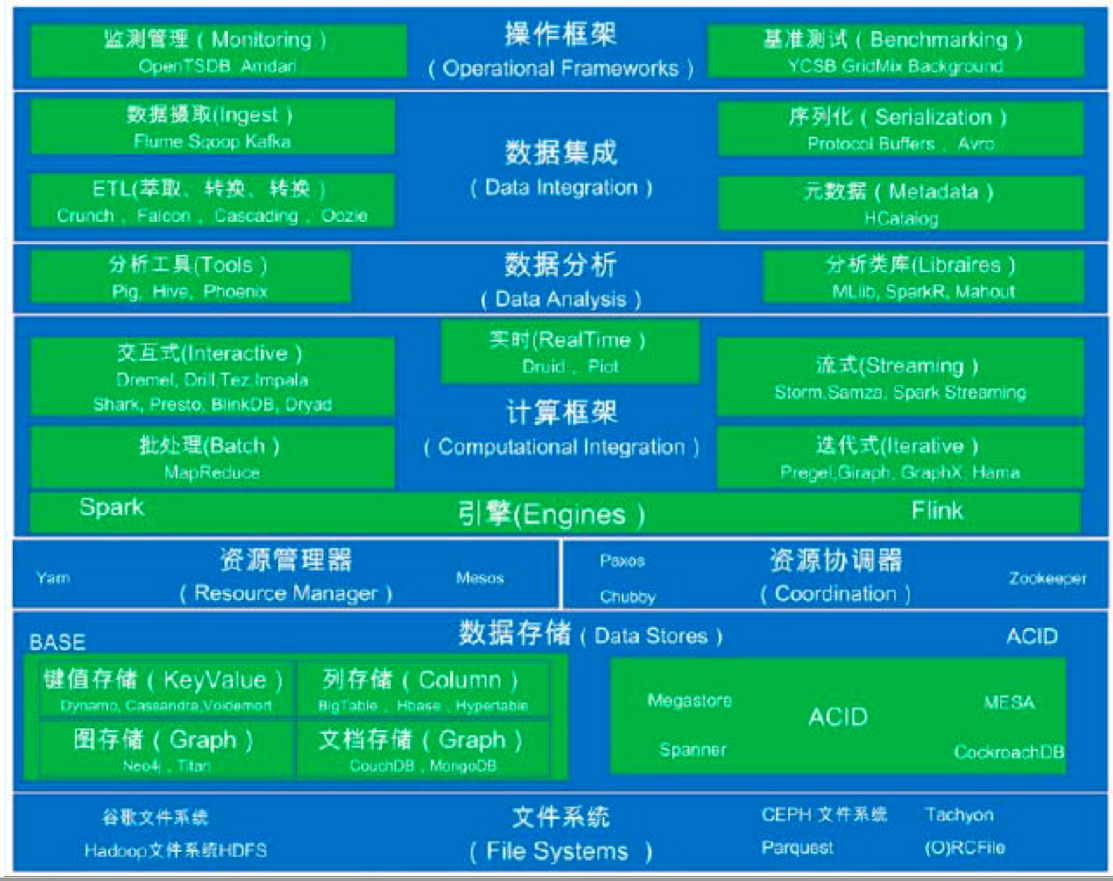 监测管理 ( Monitoring )
OpenTSDB Amdari
操作框架
( Operational Frameworks )
基准测试 ( Benchmarking )
YCSB GridMix Background
数据摄取(Ingest )
Flume Sqoop Kafka
数据集成
( Data Integration )
序列化 ( Serialization )
Protocol Buffers , Avro
ETL(萃取、转换、转换 )
Crunch , Falcon , Cascading , Oozie
元数据 ( Metadata )
HCatalog
分析工具(Tools )
Pig, Hive, Phoenix
数据分析
( Data Analysis )
分析类库(Libraires )
MLlib, SparkR, Mahout
实时(RealTime )
Druid , Piot
交互式(Interactive )
Dremel, Drill,Tez,Impala
Shark, Presto, BlinkDB, Dryad
流式(Streaming )
Storm,Samza, Spark Streaming
计算框架
( Computational Integration )
批处理(Batch )
MapReduce
迭代式(Iterative )
Pregel,Giraph, GraphX, Hama
Spark
引擎(Engines )
Flink
资源管理器
( Resource Manager )
Yarn
Mesos
Paxos
Chubby
资源协调器
( Coordination )
Zookeeper
数据存储 ( Data Stores )
BASE
ACID
键值存储 ( KeyValue )
Dynamo, Cassandra,Voldemort
列存储 ( Column )
BigTable , Hbase , Hypertable
图存储 ( Graph )
Neo4j , Titan
文档存储 ( Graph )
CouchDB , MongoDB
Megastore
Spanner
ACID
MESA
CockroachDB
谷歌文件系统
Hadoop文件系统HDFS
文件系统
( File Systems )
CEPH 文件系统
Tachyon
Parquest
(O)RCFile